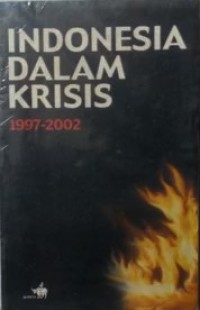 INDONESIA
DALAM
KRISIS
1997-2002